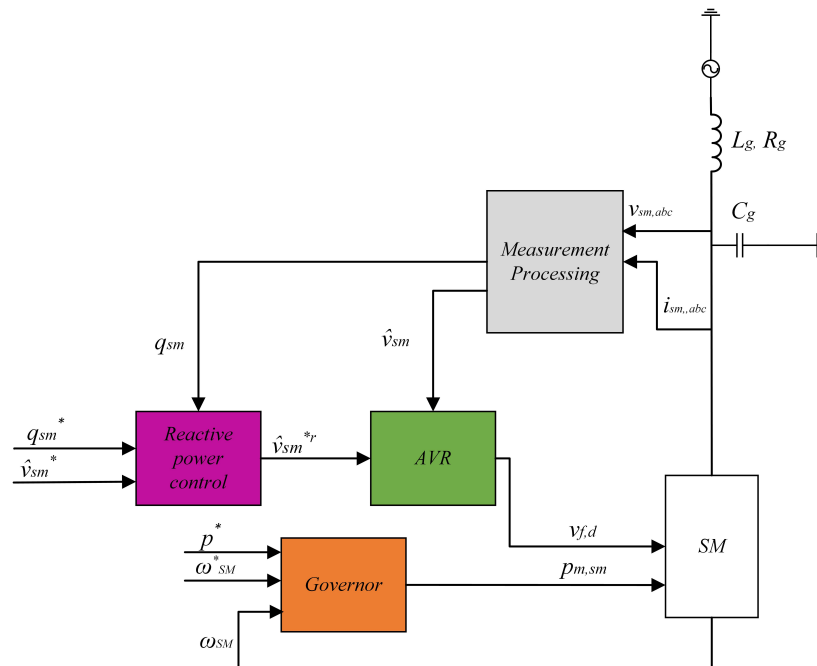 L_g, R_g
v_sm,abc
C_g
Measurement
Processing
i_sm,,abc
q_sm
v̂_sm
q_sm^*
v̂_sm^*
Reactive
power
control
v̂_sm^*r
AVR
v_f,d
SM
p^*
ω^*_SM
Governor
p_m,sm
ω_SM